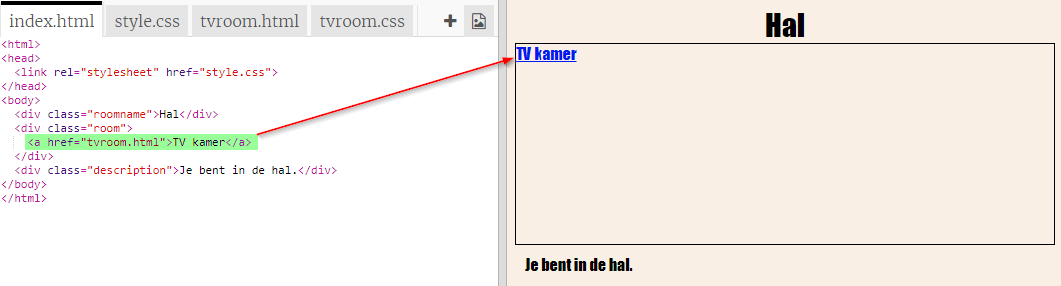 index.html style.css tvroom.html tvroom.css +
<html>
<head>
<link rel="stylesheet" href="style.css">
</head>
<body>
<div class="roomname">Hal</div>
<div class="room">
<a href="tvroom.html">TV kamer</a>
</div>
<div class="description">Je bent in de hal.</div>
</body>
</html>
Hal
TV kamer
Je bent in de hal.